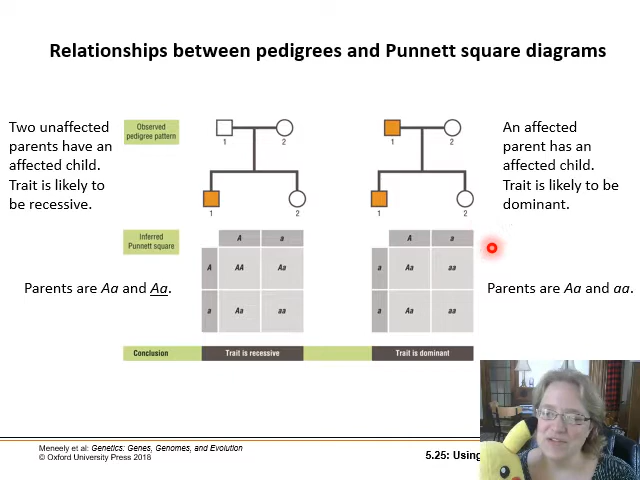 Relationships between pedigrees and Punnett square diagrams
Two unaffected
parents have an
affected child.
Trait is likely to
be recessive.
Observed
pedigree pattern
1 2
1 2
1 2
1 2
An affected
parent has an
affected child.
Trait is likely to be
dominant.
Inferred
Punnett square
A a
A AA Aa
a Aa aa
A a
a Aa aa
a Aa aa
Parents are Aa and Aa.
Parents are Aa and aa.
Conclusion
Trait is recessive
Trait is dominant
Meneely et al: Genetics: Genes, Genomes, and Evolution
© Oxford University Press 2018
5.25: Using